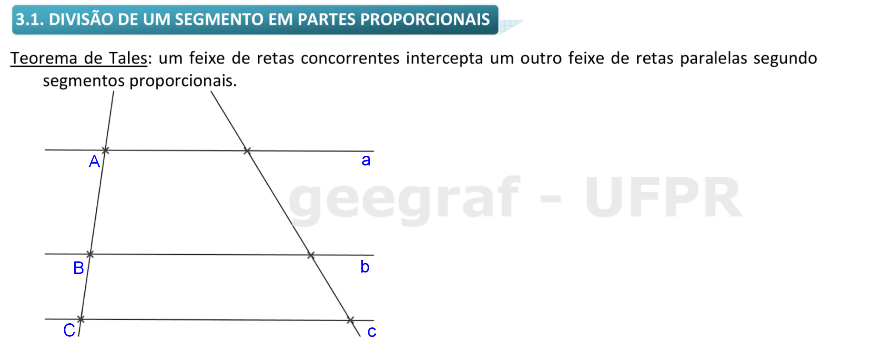 3.1. DIVISÃO DE UM SEGMENTO EM PARTES PROPORCIONAIS
Teorema de Tales: um feixe de retas concorrentes intercepta um outro feixe de retas paralelas segundo
segmentos proporcionais.
A
a
geegraf - UFPR
B
b
C
c